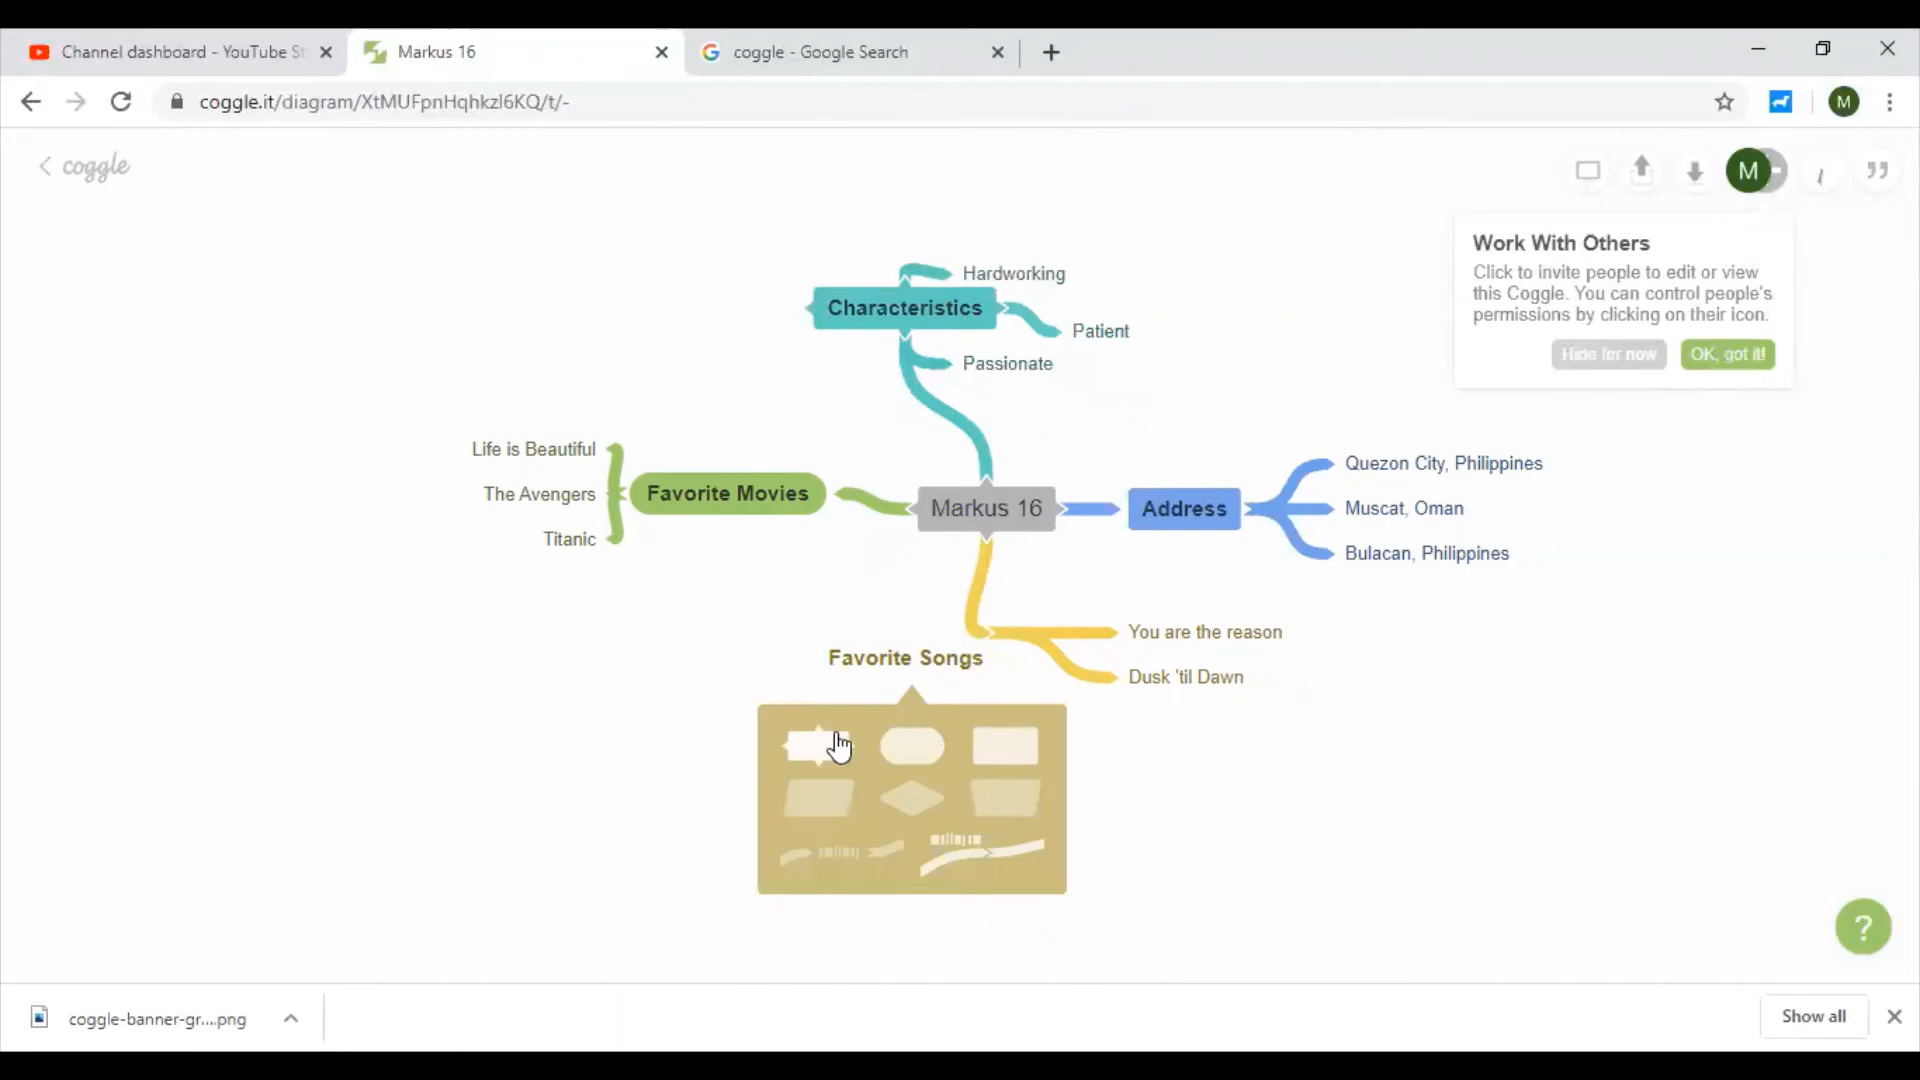 Channel dashboard - YouTube St
Markus 16
coggle - Google Search
coggle.it/diagram/XtMUFpnHqhkzl6KQ/t/-
M
coggle
M
Work With Others
Click to invite people to edit or view
this Coggle. You can control people's
permissions by clicking on their icon.
Hide for now
OK, got it!
Hardworking
Characteristics
Patient
Passionate
Life is Beautiful
The Avengers
Titanic
Favorite Movies
Markus 16
Address
Quezon City, Philippines
Muscat, Oman
Bulacan, Philippines
You are the reason
Favorite Songs
Dusk 'til Dawn
?
coggle-banner-gr....png
Show all